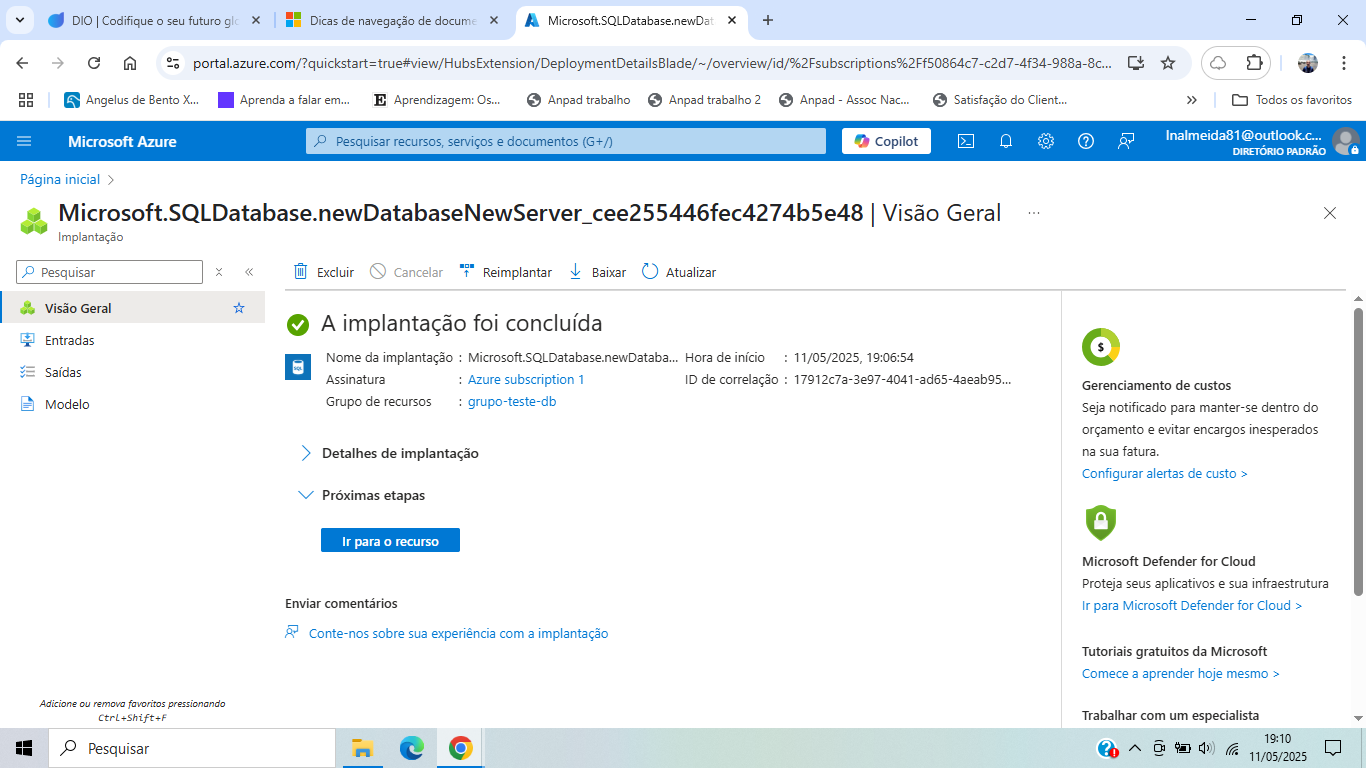 DIO | Codifique o seu futuro glo
Dicas de navegação de docume
Microsoft.SQLDatabase.newDat
portal.azure.com/?quickstart=true#view/HubsExtension/DeploymentDetailsBlade/~/overview/id/%2Fsubscriptions%2Ff50864c7-c2d7-4f34-988a-8c...
Angelus de Bento X...
Aprenda a falar em...
Aprendizagem: Os...
Anpad trabalho
Anpad trabalho 2
Anpad - Assoc Nac...
Satisfação do Client...
Todos os favoritos
Microsoft Azure
Pesquisar recursos, serviços e documentos (G+/)
Copilot
lnalmeida81@outlook.c...
DIRETÓRIO PADRÃO
Página inicial
Microsoft.SQLDatabase.newDatabaseNewServer_cee255446fec4274b5e48 | Visão Geral
Implantação
Pesquisar
Excluir
Cancelar
Reimplantar
Baixar
Atualizar
Visão Geral
Entradas
Saídas
Modelo
A implantação foi concluída
SQL
Nome da implantação : Microsoft.SQLDatabase.newDataba...
Assinatura : Azure subscription 1
Grupo de recursos : grupo-teste-db
Hora de início : 11/05/2025, 19:06:54
ID de correlação : 17912c7a-3e97-4041-ad65-4aeab95...
Detalhes de implantação
Próximas etapas
Ir para o recurso
Enviar comentários
Conte-nos sobre sua experiência com a implantação
$
Gerenciamento de custos
Seja notificado para manter-se dentro do
orçamento e evitar encargos inesperados
na sua fatura.
Configurar alertas de custo >
Microsoft Defender for Cloud
Proteja seus aplicativos e sua infraestrutura
Ir para Microsoft Defender for Cloud >
Tutoriais gratuitos da Microsoft
Comece a aprender hoje mesmo >
Trabalhar com um especialista
Adicione ou remova favoritos pressionando
Ctrl+Shift+F
Pesquisar
19:10
11/05/2025